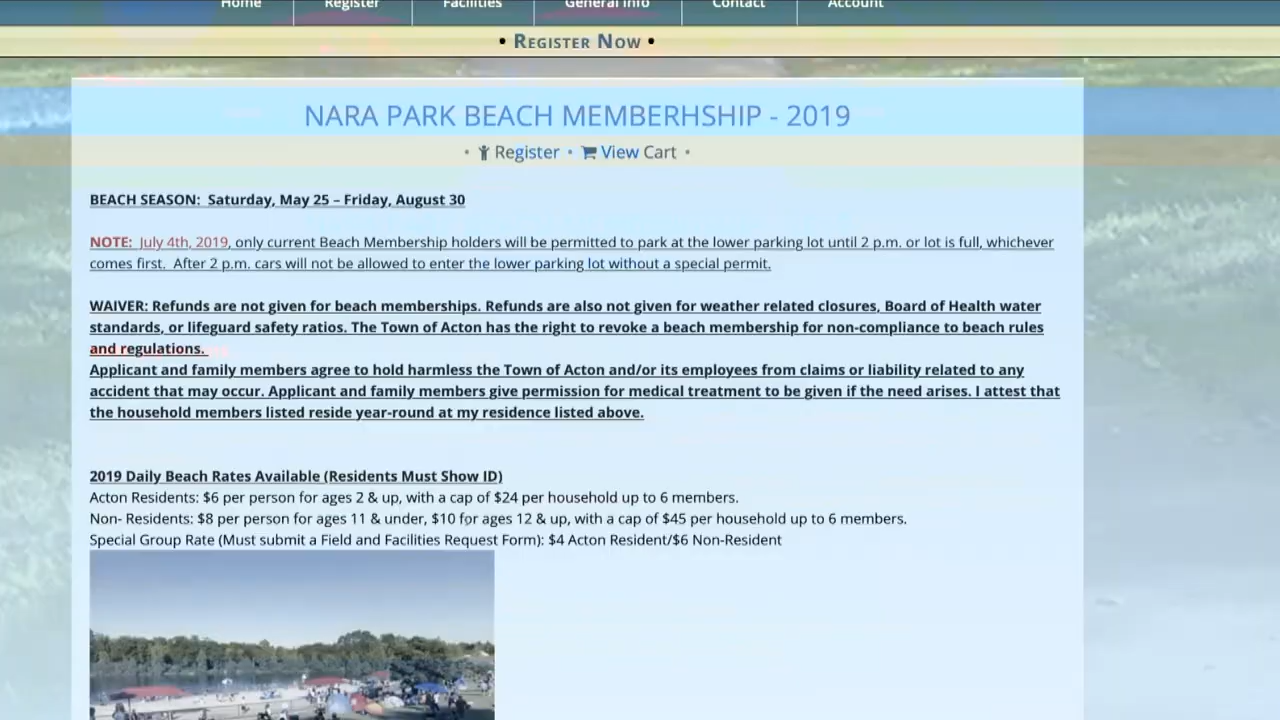 Home Register Facilities General Info Contact Account
• Register Now •
NARA PARK BEACH MEMBERHSHIP - 2019
• Register • View Cart •
BEACH SEASON: Saturday, May 25 – Friday, August 30
NOTE: July 4th, 2019, only current Beach Membership holders will be permitted to park at the lower parking lot until 2 p.m. or lot is full, whichever
comes first. After 2 p.m. cars will not be allowed to enter the lower parking lot without a special permit.
WAIVER: Refunds are not given for beach memberships. Refunds are also not given for weather related closures, Board of Health water
standards, or lifeguard safety ratios. The Town of Acton has the right to revoke a beach membership for non-compliance to beach rules
and regulations.
Applicant and family members agree to hold harmless the Town of Acton and/or its employees from claims or liability related to any
accident that may occur. Applicant and family members give permission for medical treatment to be given if the need arises. I attest that
the household members listed reside year-round at my residence listed above.
2019 Daily Beach Rates Available (Residents Must Show ID)
Acton Residents: $6 per person for ages 2 & up, with a cap of $24 per household up to 6 members.
Non- Residents: $8 per person for ages 11 & under, $10 for ages 12 & up, with a cap of $45 per household up to 6 members.
Special Group Rate (Must submit a Field and Facilities Request Form): $4 Acton Resident/$6 Non-Resident